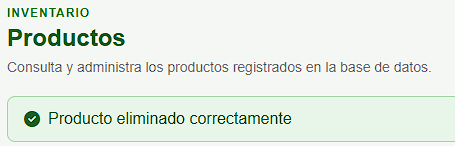 INVENTARIO
Productos
Consulta y administra los productos registrados en la base de datos.
Producto eliminado correctamente